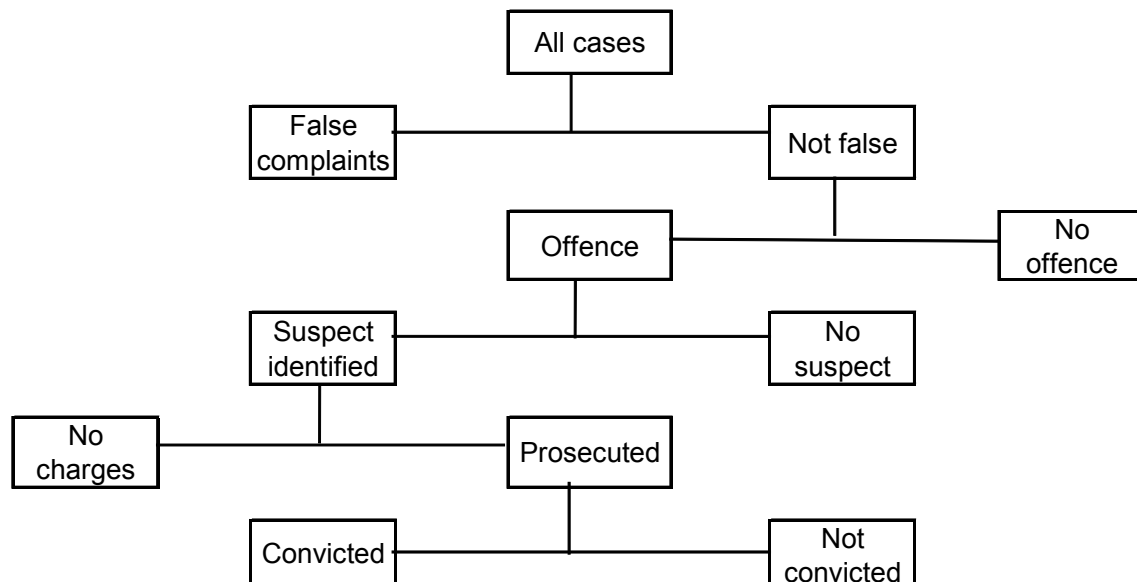 All cases
False
complaints
Not false
Offence
No
offence
Suspect
identified
No
suspect
No
charges
Prosecuted
Convicted
Not
convicted